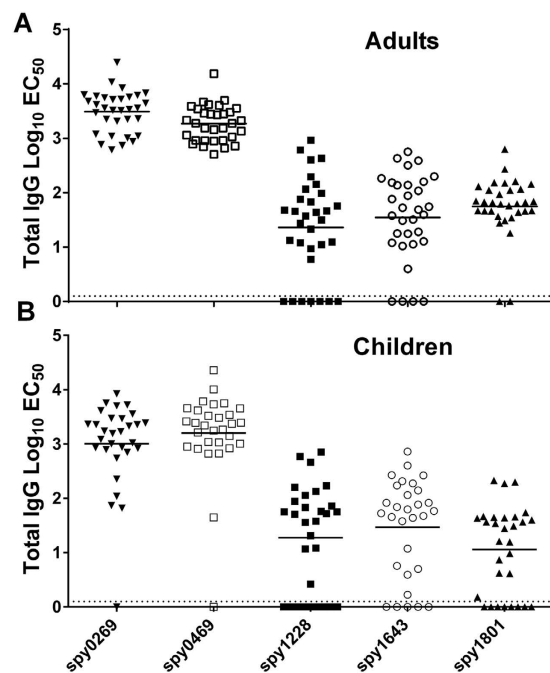 A
Adults
Total IgG Log10 EC50
5
4
3
2
1
0
B
Children
Total IgG Log10 EC50
5
4
3
2
1
0
spy0269
spy0469
spy1228
spy1643
spy1801